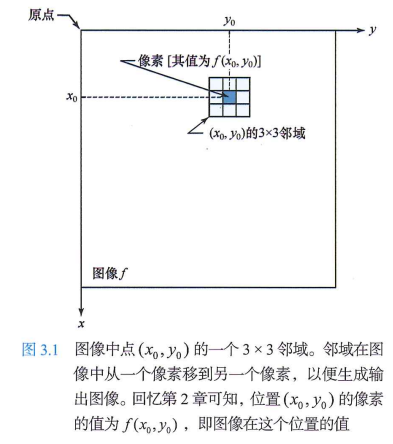 原点
y₀
y
像素 [其值为 f(x₀, y₀)]
x₀
(x₀, y₀)的3×3邻域
图像 f
x
图 3.1 图像中点 (x₀, y₀) 的一个 3 × 3 邻域。邻域在图
像中从一个像素移到另一个像素，以便生成输
出图像。回忆第 2 章可知，位置 (x₀, y₀) 的像素
的值为 f(x₀, y₀) ，即图像在这个位置的值